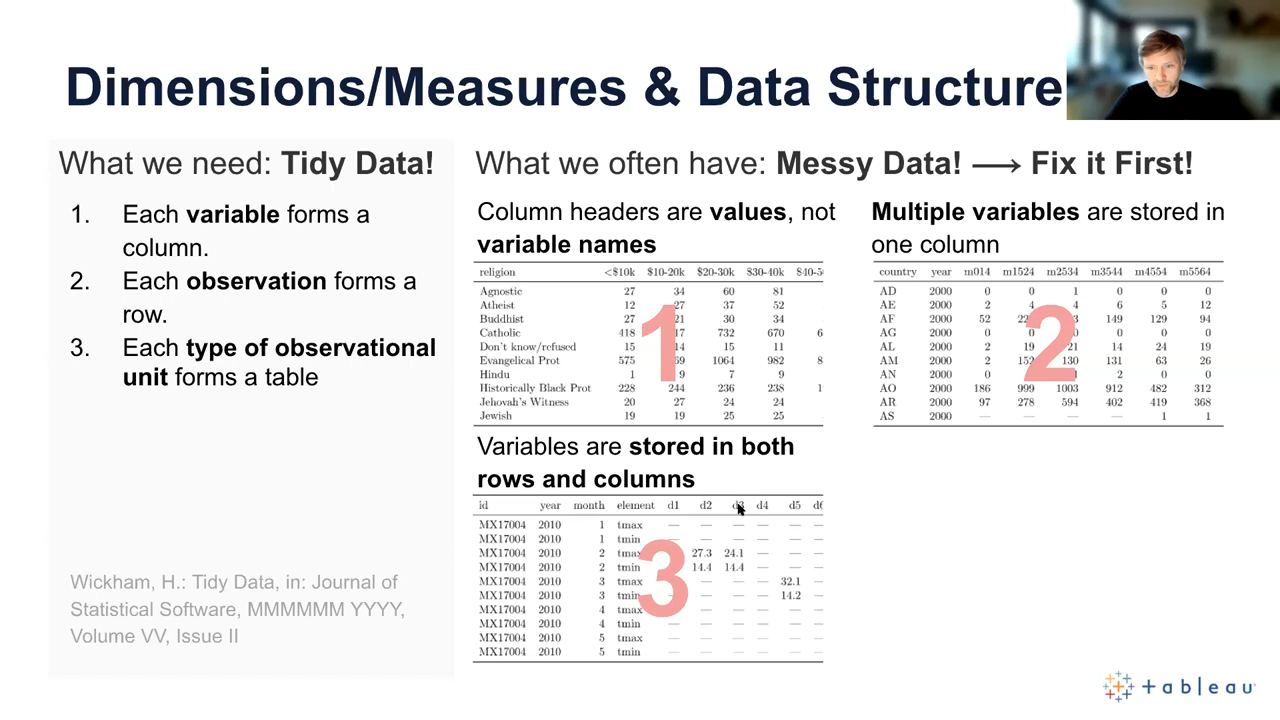 Dimensions/Measures & Data Structure
What we need: Tidy Data!
1. Each variable forms a
column.
2. Each observation forms a
row.
3. Each type of observational
unit forms a table
Wickham, H.: Tidy Data, in: Journal of
Statistical Software, MMMMMM YYYY,
Volume VV, Issue II
What we often have: Messy Data! ⟶ Fix it First!
Column headers are values, not
variable names
religion <$10k $10-20k $20-30k $30-40k
Agnostic 27 34 60 81
Atheist 12 27 37 52
Buddhist 27 21 30 34
Catholic 418 17 732 670 6
Don't know/refused 15 14 15 11
Evangelical Prot 575 69 1064 982 8
Hindu 1 9 7 9
Historically Black Prot 228 244 236 238
Jehovah's Witness 20 27 24 24
Jewish 19 19 25 25
1
Multiple variables are stored in
one column
country year m014 m1524 m2534 m3544 m4554 m5564
AD 2000 0 0 1 0 0 0
AE 2000 2 4 4 6 5 12
AF 2000 52 149 129 94
AG 2000 0 0 0 0 0 0
AL 2000 2 19 21 14 24 19
AM 2000 2 152 130 131 63 26
AN 2000 0 2 0 0
AO 2000 186 999 1003 912 482 312
AR 2000 97 278 594 402 419 368
AS 2000 — — — — 1 1
2
Variables are stored in both
rows and columns
id year month element d1 d2 d3 d4 d5
MX17004 2010 1 tmax — — — — — —
MX17004 2010 1 tmin — — — — — —
MX17004 2010 2 tmax 27.3 24.1 — — —
MX17004 2010 2 tmin 14.4 14.4 — — —
MX17004 2010 3 tmax — — — 32.1 —
MX17004 2010 3 tmin — — — 14.2 —
MX17004 2010 4 tmax — — — — —
MX17004 2010 4 tmin — — — — —
MX17004 2010 5 tmax — — — — — —
MX17004 2010 5 tmin — — — — — —
3
tableau